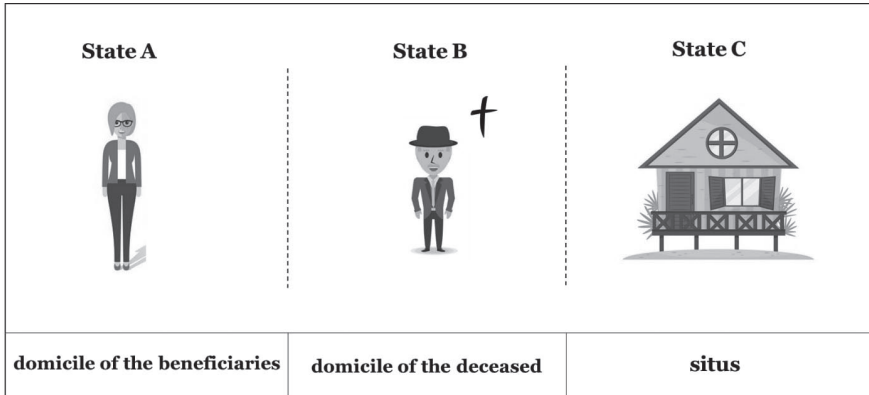 State A
State B
State C
domicile of the beneficiaries
domicile of the deceased
situs